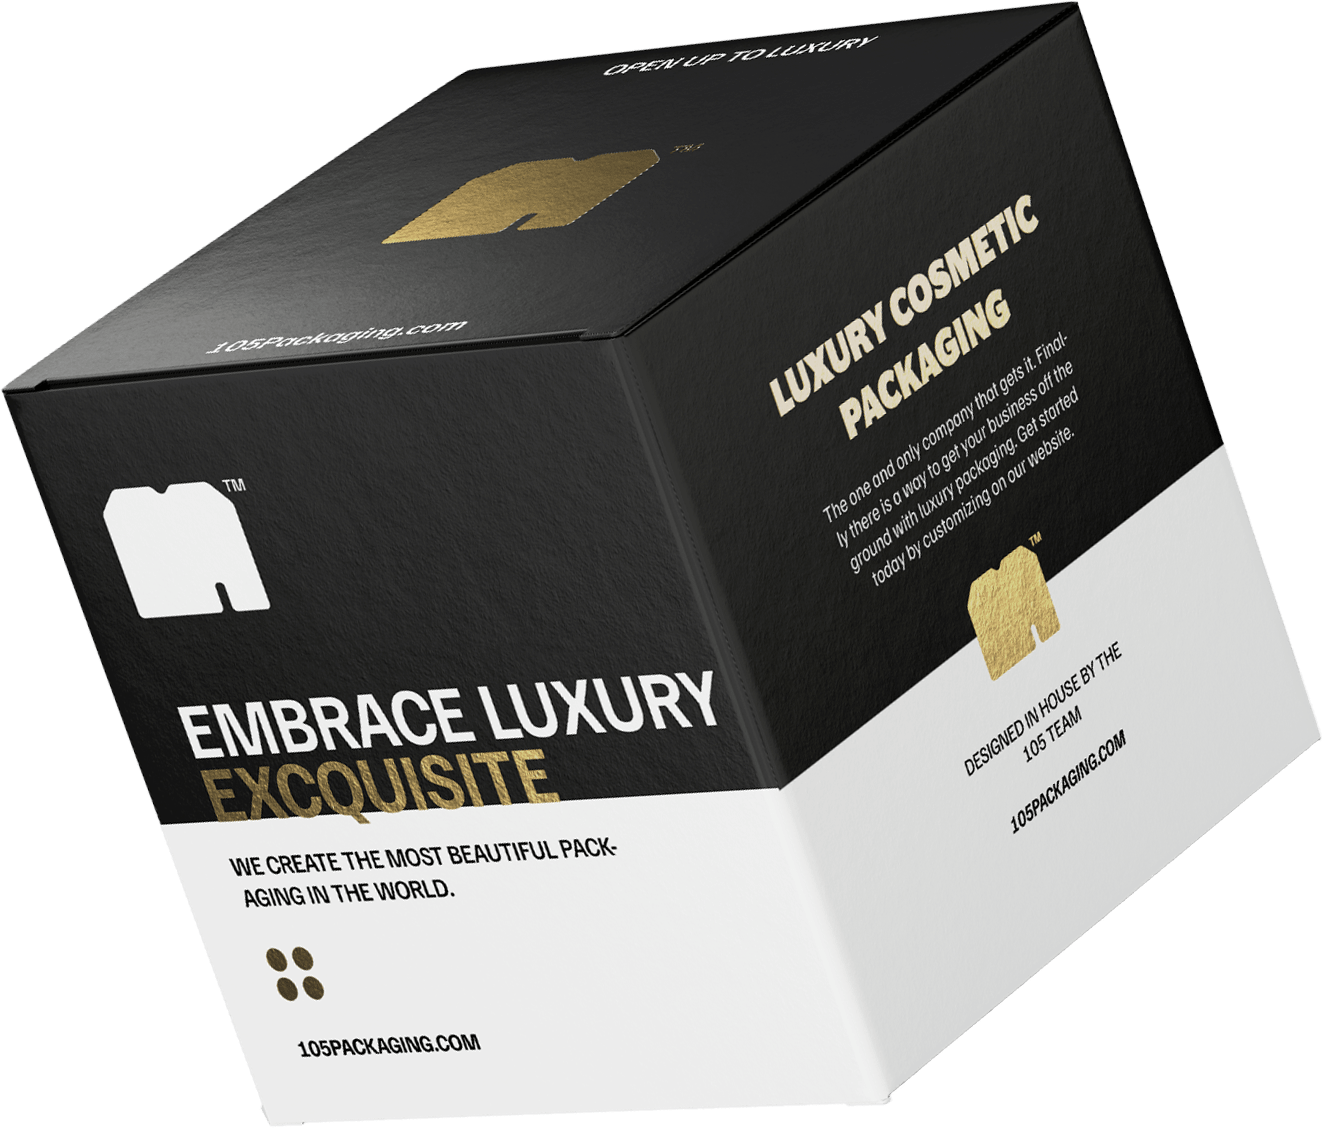 OPEN UP TO LUXURY
TM
105Packaging.com
TM
EMBRACE LUXURY
EXCQUISITE
WE CREATE THE MOST BEAUTIFUL PACK-
AGING IN THE WORLD.
105PACKAGING.COM
LUXURY COSMETIC
PACKAGING
The one and only company that gets it. Final-
ly there is a way to get your business off the
ground with luxury packaging. Get started
today by customizing on our website.
TM
DESIGNED IN HOUSE BY THE
105 TEAM
105PACKAGING.COM